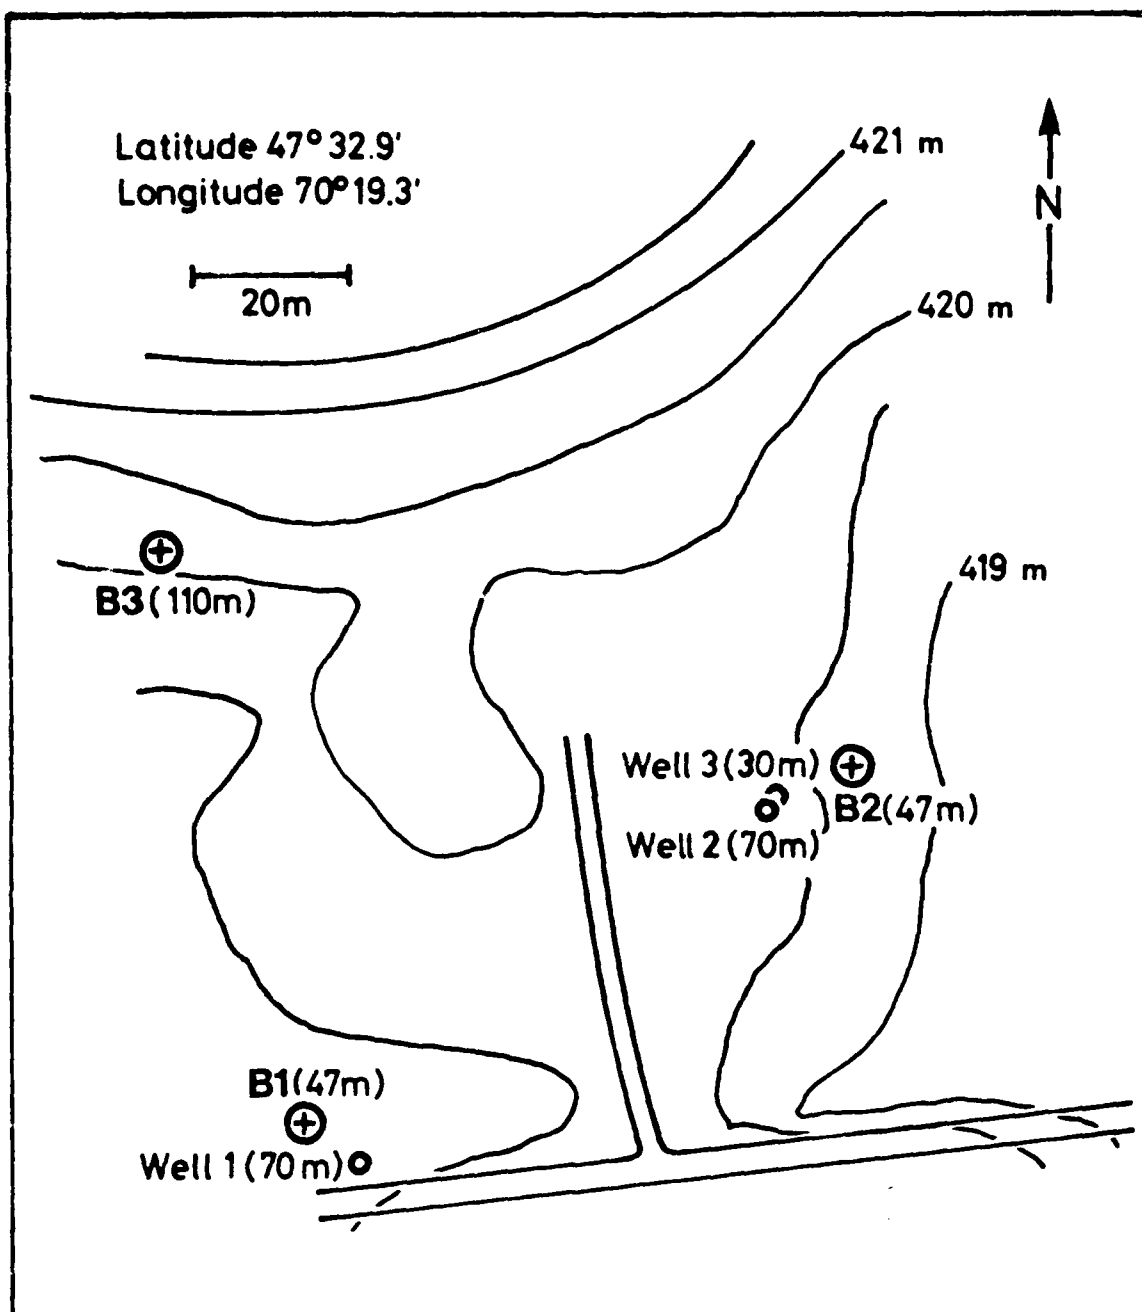 Latitude 47° 32.9'
Longitude 70° 19.3'
20m
421 m
N
420 m
419 m
B3 (110m)
Well 3 (30m)
B2 (47m)
Well 2 (70m)
B1 (47m)
Well 1 (70m)